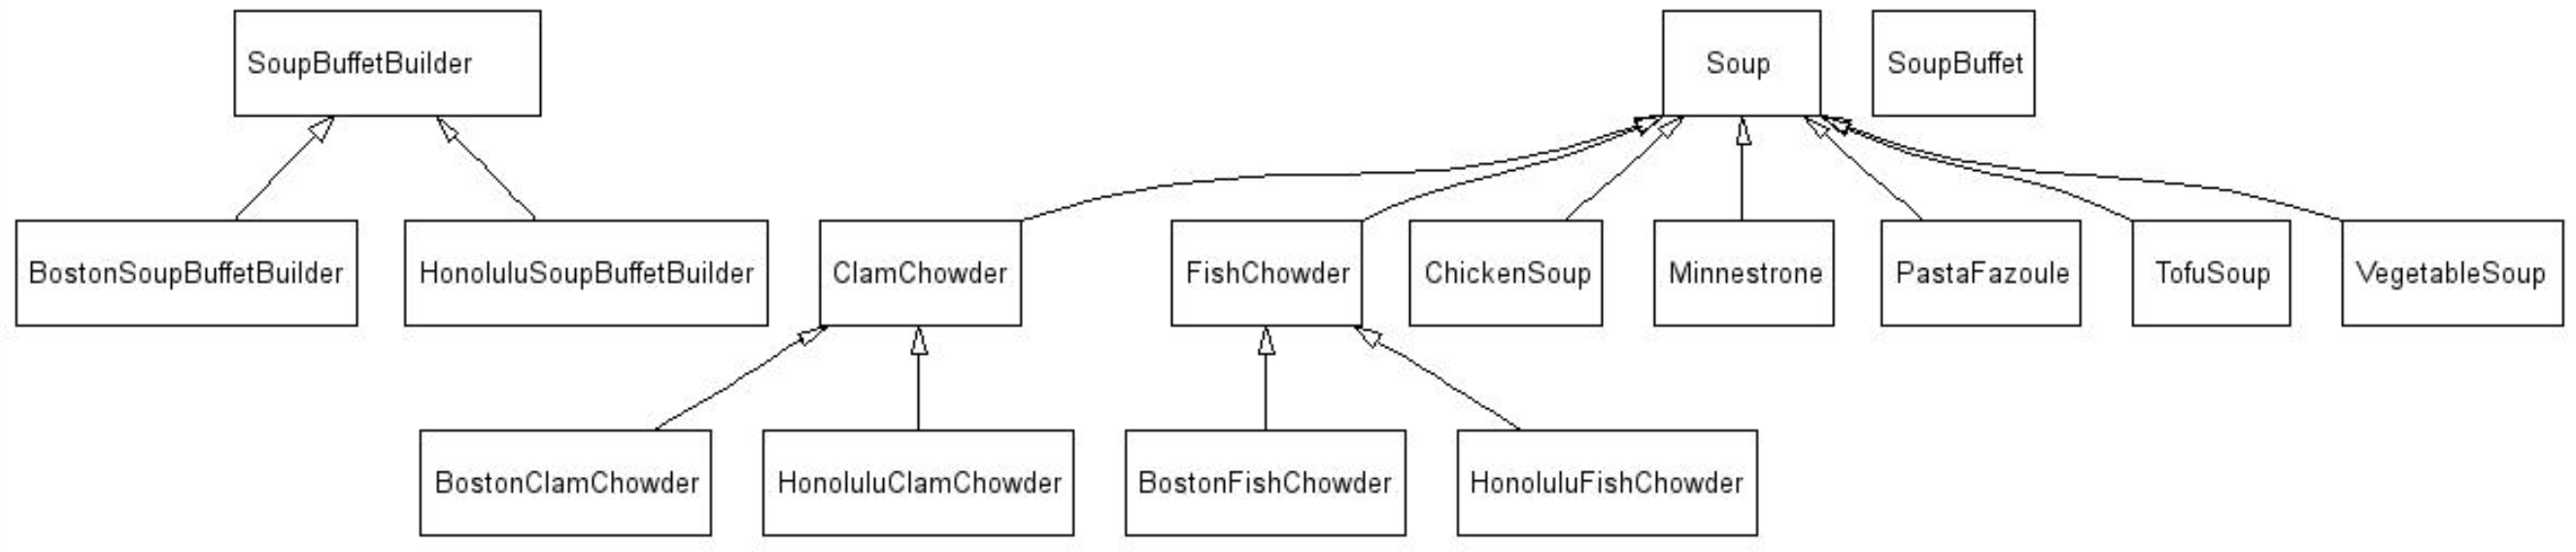 SoupBuffetBuilder
Soup
SoupBuffet
BostonSoupBuffetBuilder
HonoluluSoupBuffetBuilder
ClamChowder
FishChowder
ChickenSoup
Minnestrone
PastaFazoule
TofuSoup
VegetableSoup
BostonClamChowder
HonoluluClamChowder
BostonFishChowder
HonoluluFishChowder